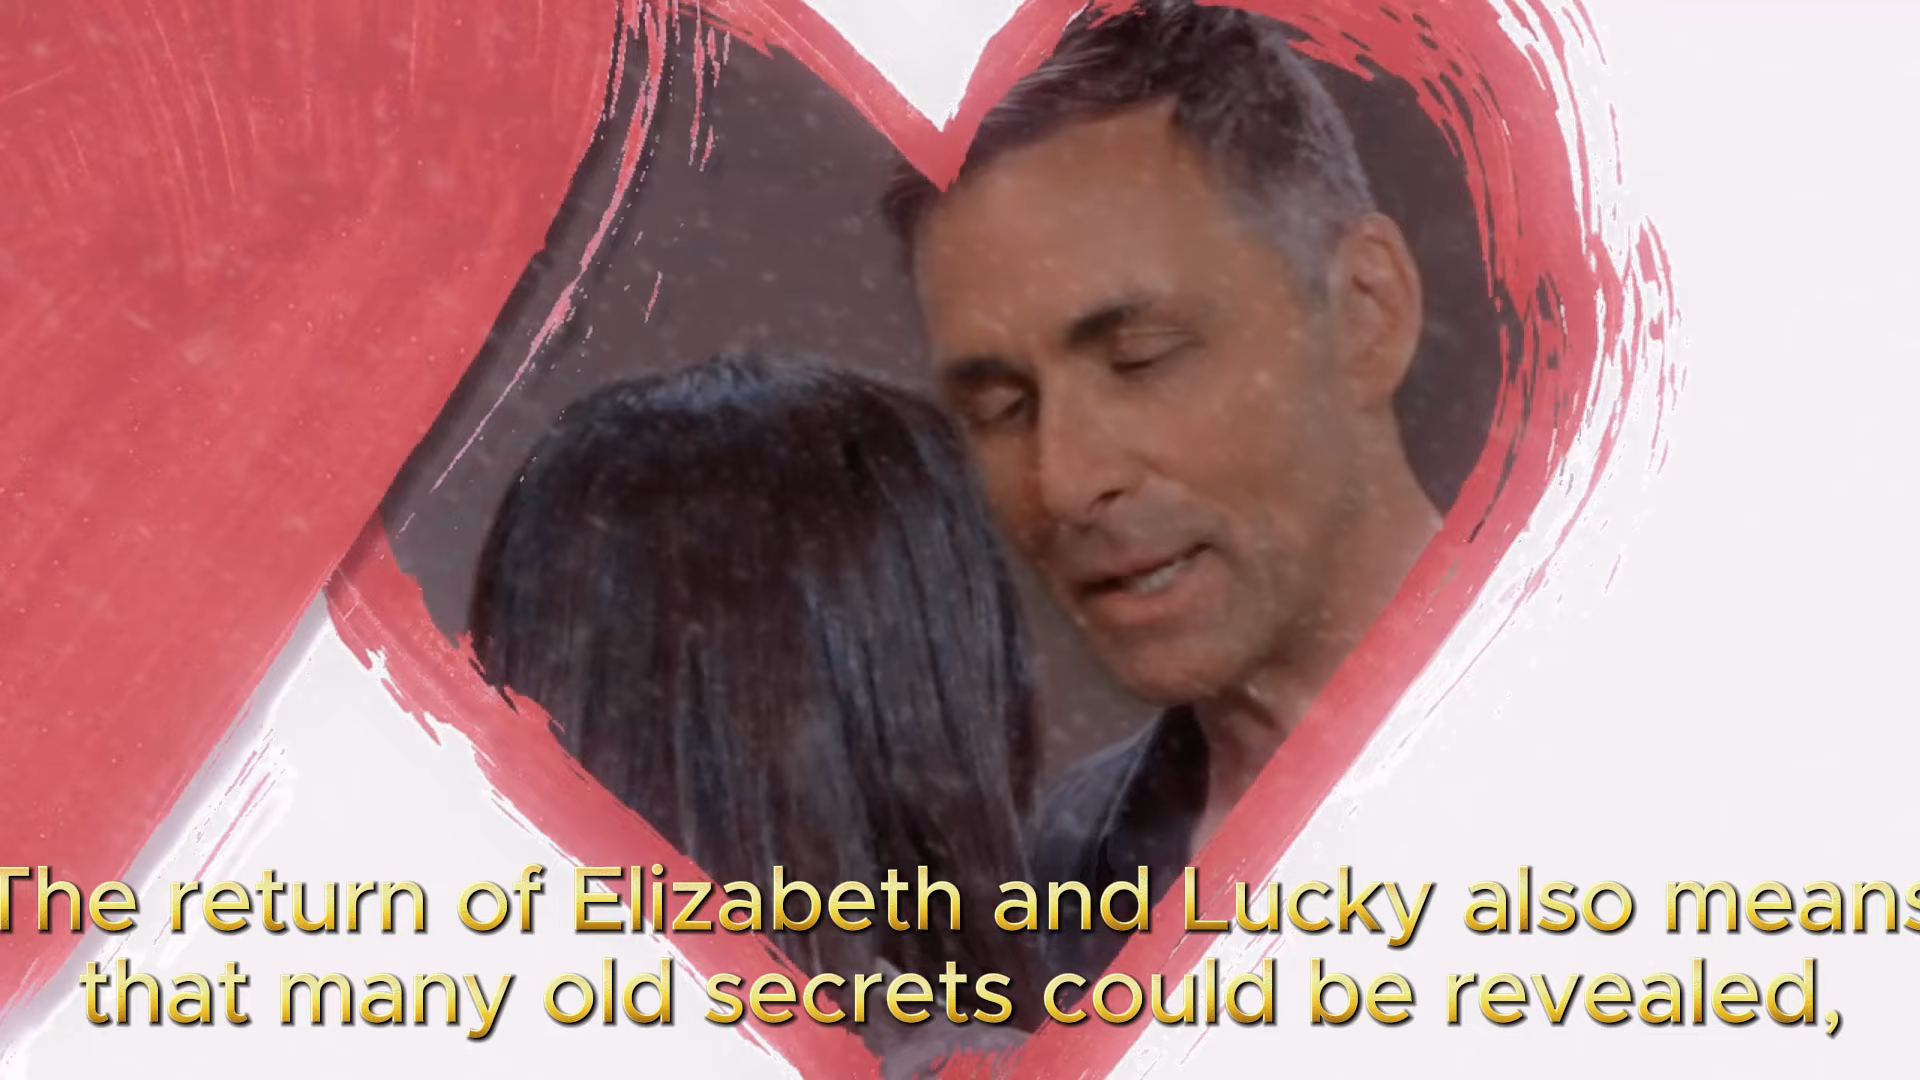 The return of Elizabeth and Lucky also means
that many old secrets could be revealed,